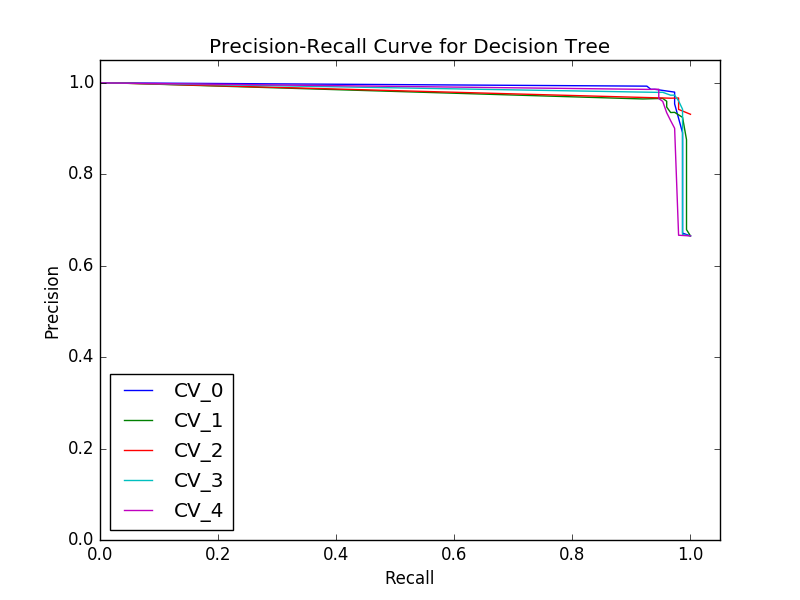 Precision-Recall Curve for Decision Tree
1.0
0.8
0.6
0.4
0.2
0.0
Precision
CV_0
CV_1
CV_2
CV_3
CV_4
0.0 0.2 0.4 0.6 0.8 1.0
Recall